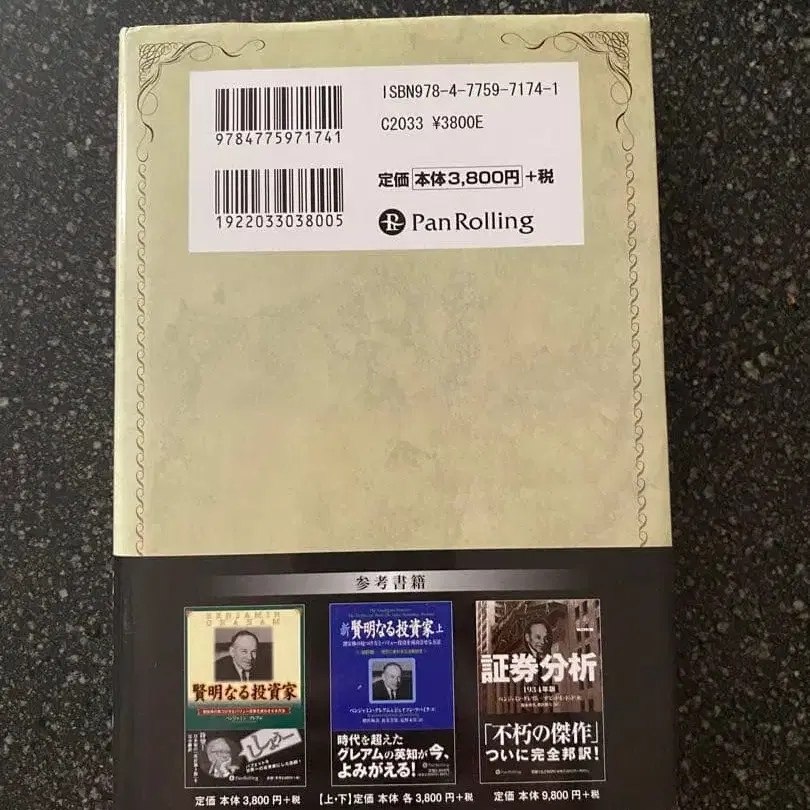 ISBN978-4-7759-7174-1
C2033 ¥3800E
9784775971741
定価 本体3,800円 +税
1922033038005
PanRolling
参考書籍
BENJAMIN
GRAHAM
賢明なる投資家
新 賢明なる投資家 上
時代を超えた
グレアムの英知が今、
よみがえる!
証券分析
1934年版
「不朽の傑作」
ついに完全邦訳!
PanRolling
PanRolling
PanRolling
定価 本体 3,800 円+税
【上・下】定価 本体 各 3,800 円+税
定価 本体 9,800 円+税